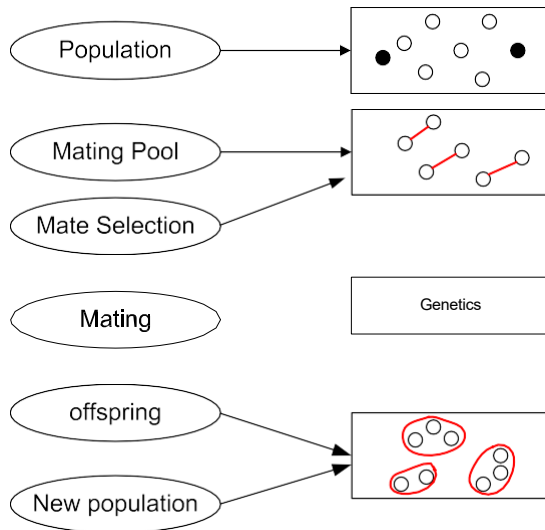 Population
Mating Pool
Mate Selection
Mating
Genetics
offspring
New population